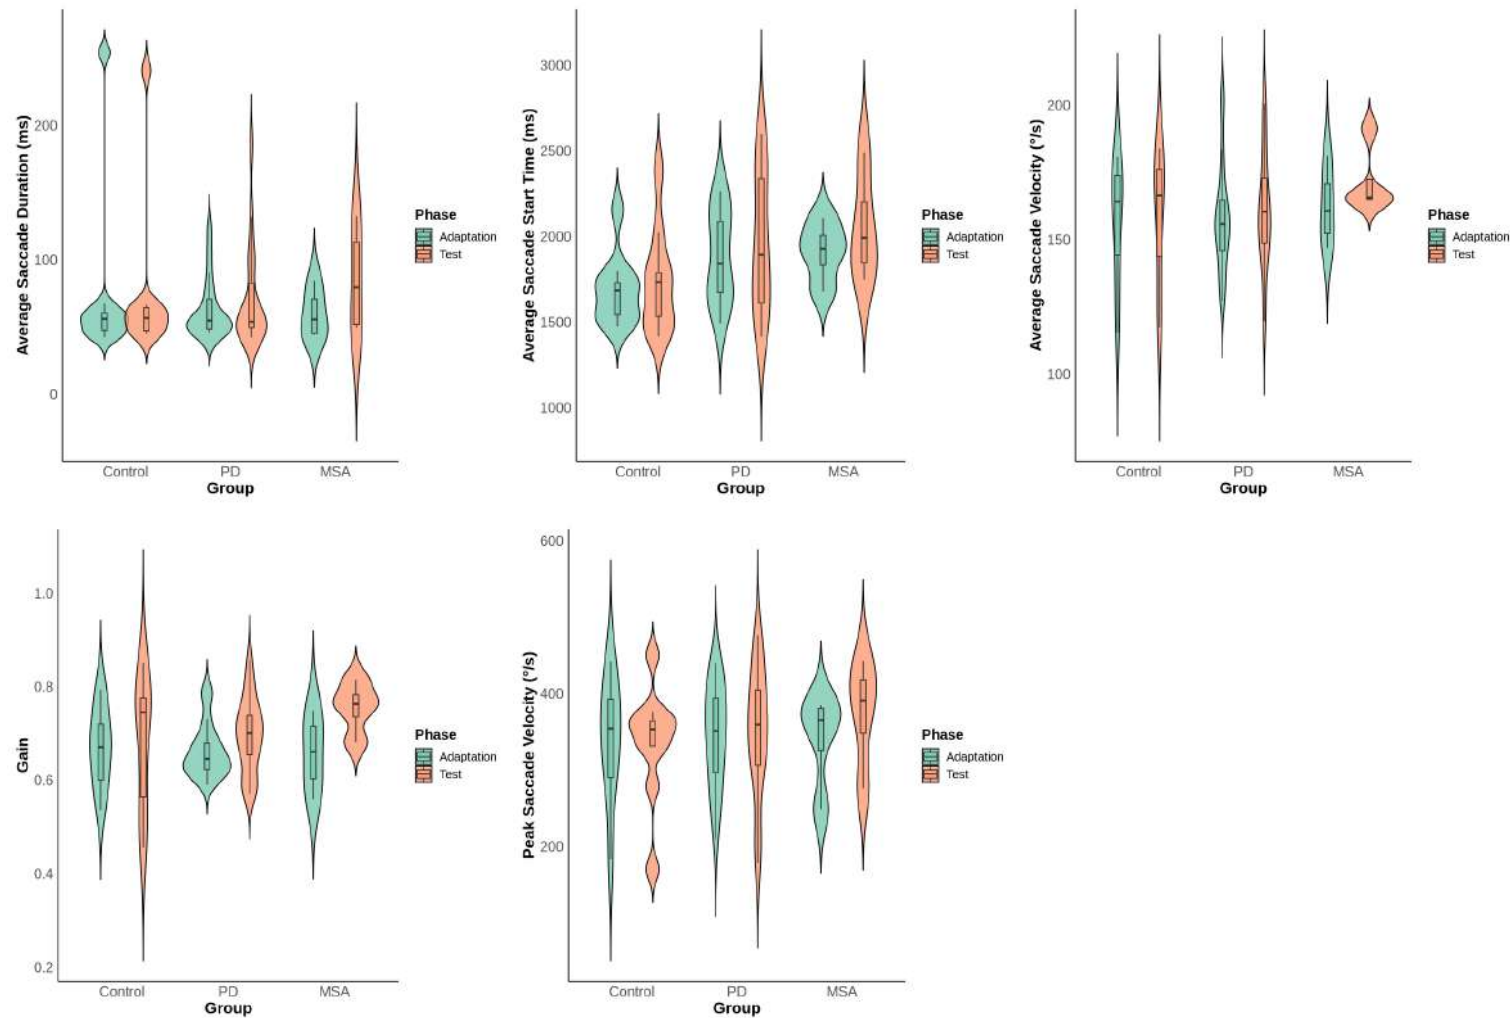 Average Saccade Duration (ms)
200
100
0
Control PD MSA
Group
Phase
Adaptation
Test
Average Saccade Start Time (ms)
3000
2500
2000
1500
1000
Control PD MSA
Group
Phase
Adaptation
Test
Average Saccade Velocity (°/s)
200
150
100
Control PD MSA
Group
Phase
Adaptation
Test
Gain
1.0
0.8
0.6
0.4
0.2
Control PD MSA
Group
Phase
Adaptation
Test
Peak Saccade Velocity (°/s)
600
400
200
Control PD MSA
Group
Phase
Adaptation
Test